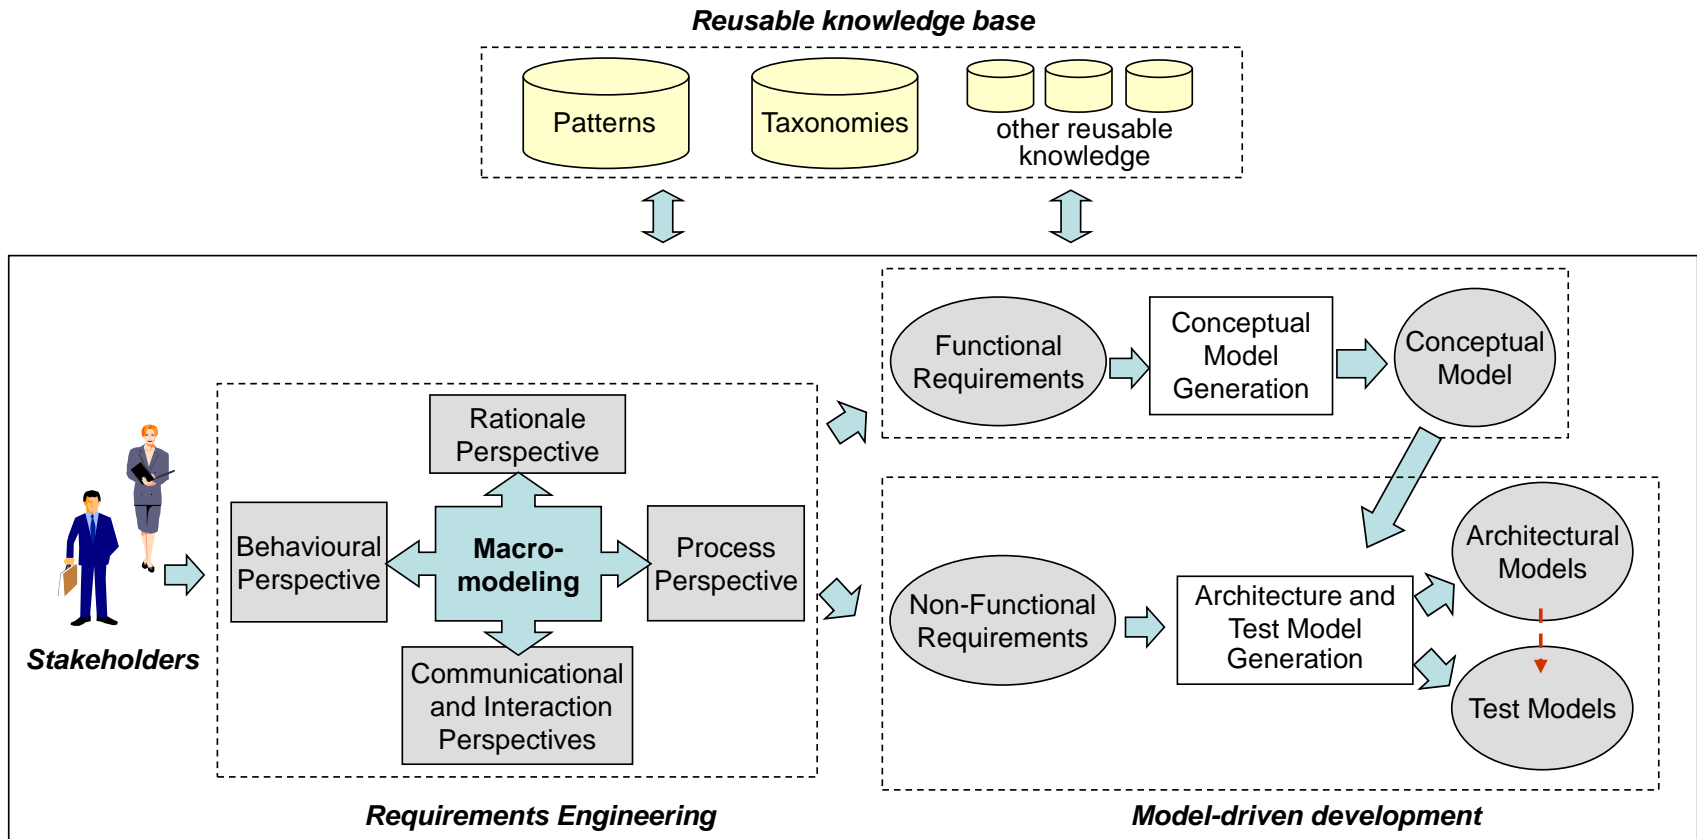 Reusable knowledge base
Patterns
Taxonomies
other reusable
knowledge
Functional
Requirements
Conceptual
Model
Generation
Conceptual
Model
Rationale
Perspective
Behavioural
Perspective
Macro-
modeling
Process
Perspective
Communicational
and Interaction
Perspectives
Stakeholders
Non-Functional
Requirements
Architecture and
Test Model
Generation
Architectural
Models
Test Models
Requirements Engineering
Model-driven development